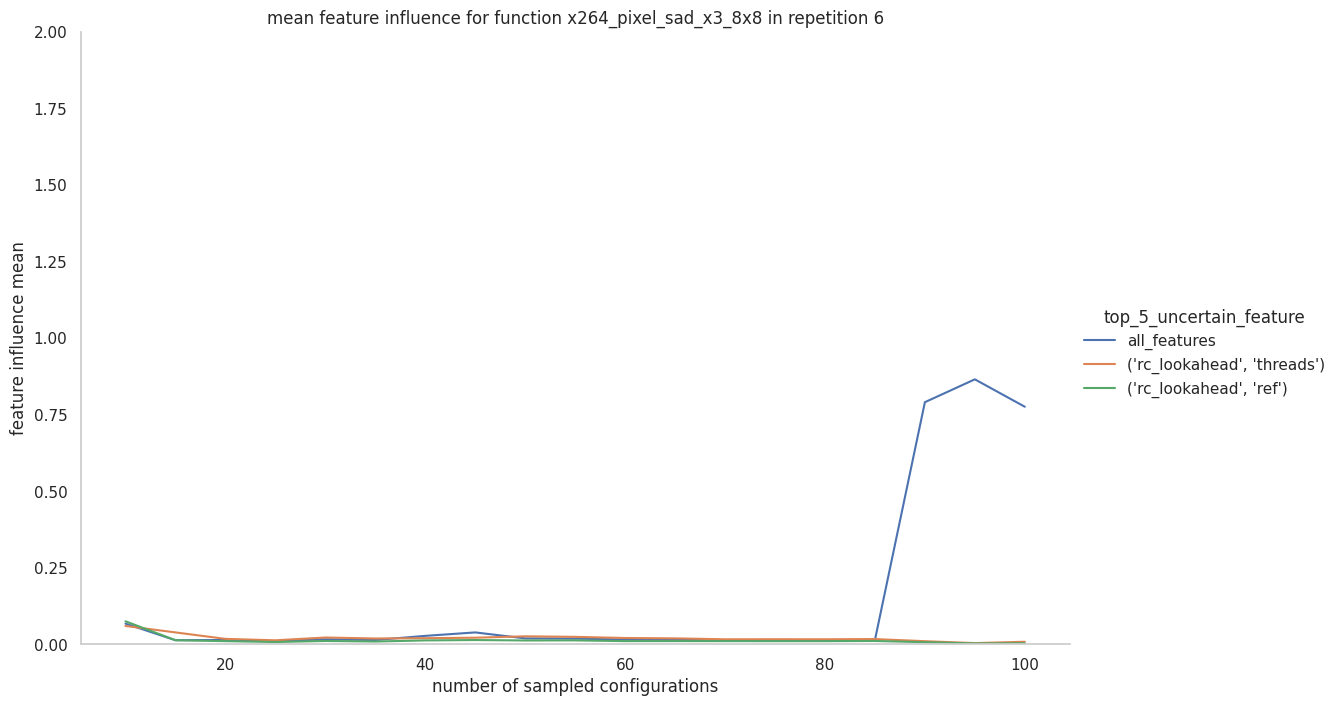 mean feature influence for function x264_pixel_sad_x3_8x8 in repetition 6
2.00
1.75
1.50
1.25
1.00
0.75
0.50
0.25
0.00
feature influence mean
20
40
60
80
100
number of sampled configurations
top_5_uncertain_feature
all_features
('rc_lookahead', 'threads')
('rc_lookahead', 'ref')